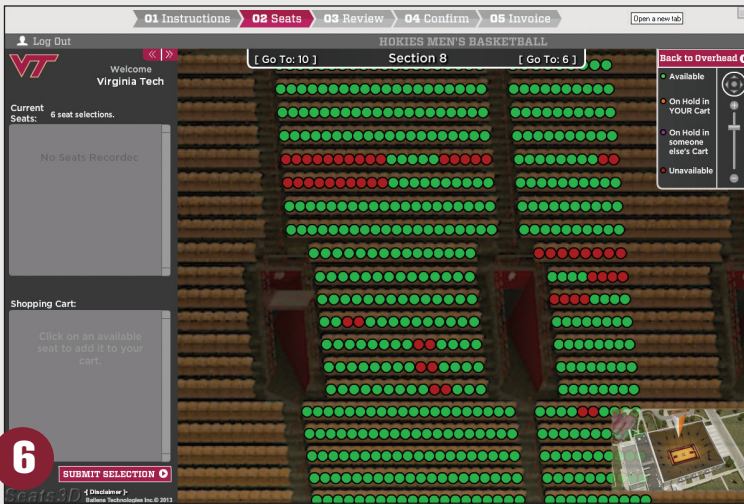 01 Instructions 02 Seats 03 Review 04 Confirm 05 Invoice
Open a new tab
Log Out
HOKIES MEN'S BASKETBALL
VT
Welcome
Virginia Tech
[ Go To: 10 ] Section 8 [ Go To: 6 ]
Back to Overhead
Available
On Hold in
YOUR Cart
On Hold in
someone
else's Cart
Unavailable
Current
Seats: 6 seat selections.
No Seats Recordec
Shopping Cart:
Click on an available
seat to add it to your
cart.
6
SUBMIT SELECTION
Seats3D
-{ Disclaimer }-
Ballena Technologies Inc.© 2013